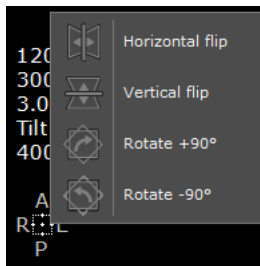 Horizontal flip
Vertical flip
Rotate +90°
Rotate -90°
120
300
3.0
Tilt
400
A
R L
P